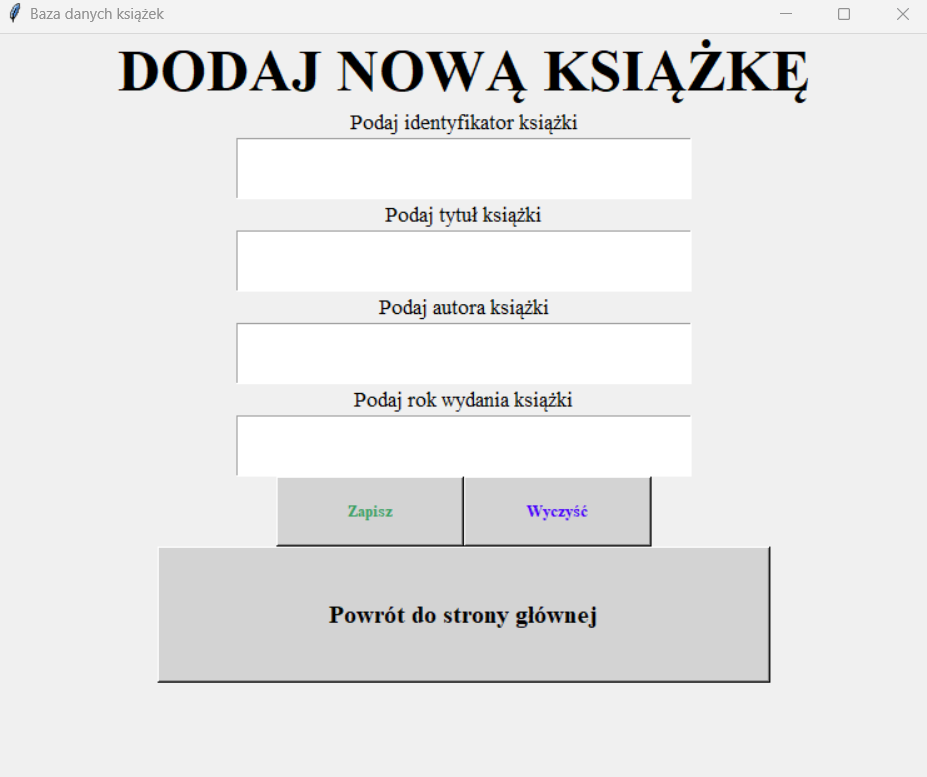 Baza danych książek
DODAJ NOWĄ KSIĄŻKĘ
Podaj identyfikator książki
Podaj tytuł książki
Podaj autora książki
Podaj rok wydania książki
Zapisz Wyczyść
Powrót do strony głównej